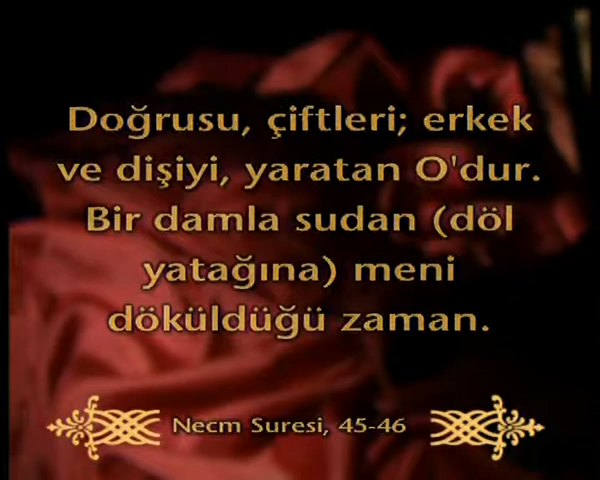 Doğrusu, çiftleri; erkek
ve dişiyi, yaratan O'dur.
Bir damla sudan (döl
yatağına) meni
döküldüğü zaman.
Necm Suresi, 45-46